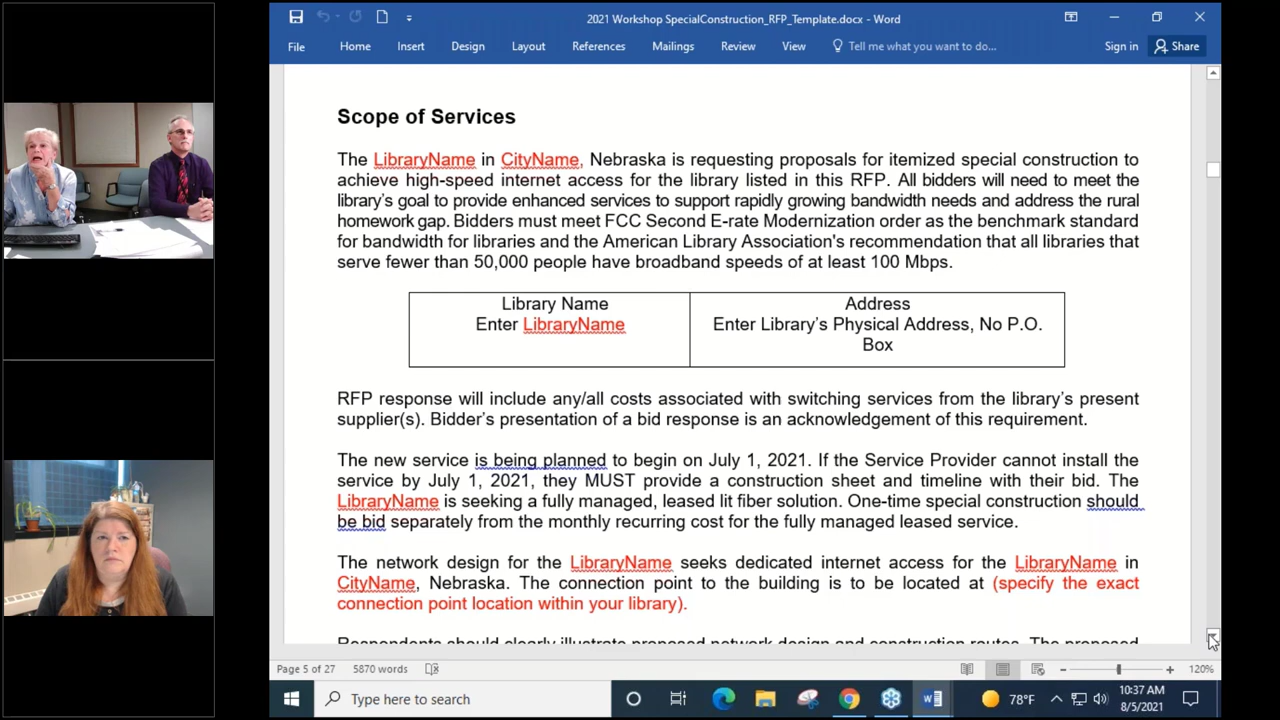 2021 Workshop SpecialConstruction_RFP_Template.docx - Word
File Home Insert Design Layout References Mailings Review View Tell me what you want to do... Sign in Share
Scope of Services
The LibraryName in CityName, Nebraska is requesting proposals for itemized special construction to
achieve high-speed internet access for the library listed in this RFP. All bidders will need to meet the
library's goal to provide enhanced services to support rapidly growing bandwidth needs and address the rural
homework gap. Bidders must meet FCC Second E-rate Modernization order as the benchmark standard
for bandwidth for libraries and the American Library Association's recommendation that all libraries that
serve fewer than 50,000 people have broadband speeds of at least 100 Mbps.
Library Name
Enter LibraryName
Address
Enter Library's Physical Address, No P.O.
Box
RFP response will include any/all costs associated with switching services from the library's present
supplier(s). Bidder's presentation of a bid response is an acknowledgement of this requirement.
The new service is being planned to begin on July 1, 2021. If the Service Provider cannot install the
service by July 1, 2021, they MUST provide a construction sheet and timeline with their bid. The
LibraryName is seeking a fully managed, leased lit fiber solution. One-time special construction should
be bid separately from the monthly recurring cost for the fully managed leased service.
The network design for the LibraryName seeks dedicated internet access for the LibraryName in
CityName, Nebraska. The connection point to the building is to be located at (specify the exact
connection point location within your library).
Respondents should clearly illustrate proposed network design and construction routes. The proposed
Page 5 of 27 5870 words 120%
Type here to search 78°F 10:37 AM
8/5/2021